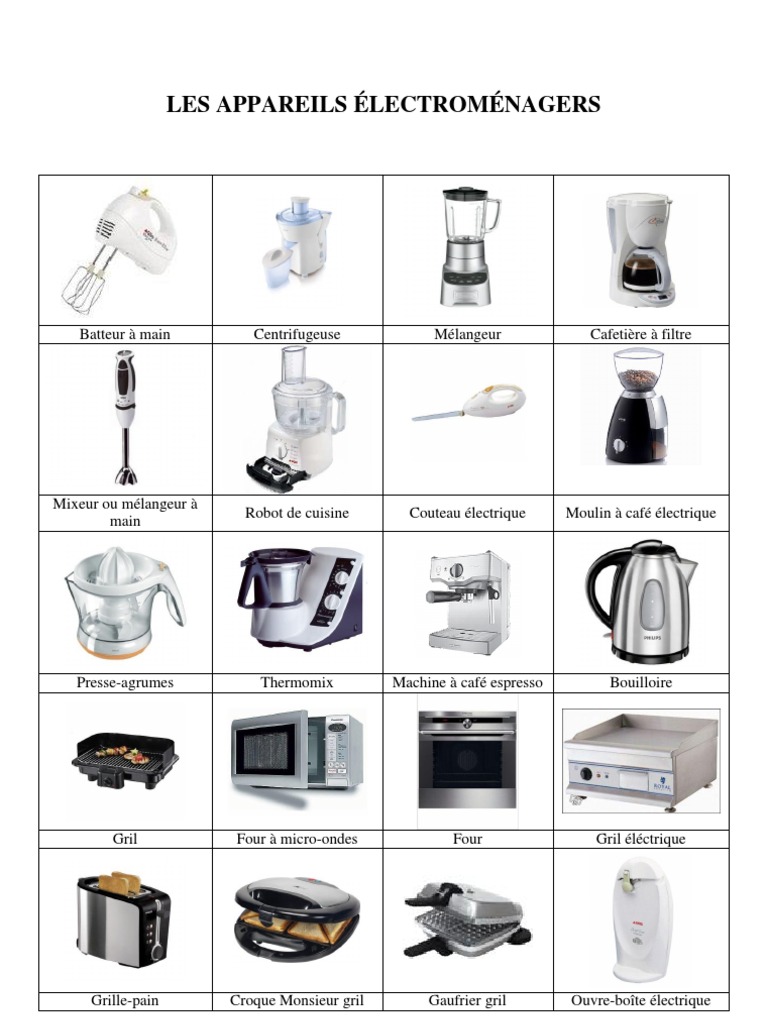 LES APPAREILS ÉLECTROMÉNAGERS
Batteur à main
Centrifugeuse
Mélangeur
Cafetière à filtre
Mixeur ou mélangeur à
main
Robot de cuisine
Couteau électrique
Moulin à café électrique
PHILIPS
Presse-agrumes
Thermomix
Machine à café espresso
Bouilloire
Panasonic
ROYAL
Gril
Four à micro-ondes
Four
Gril éléctrique
Grille-pain
Croque Monsieur gril
Gaufrier gril
Ouvre-boîte électrique